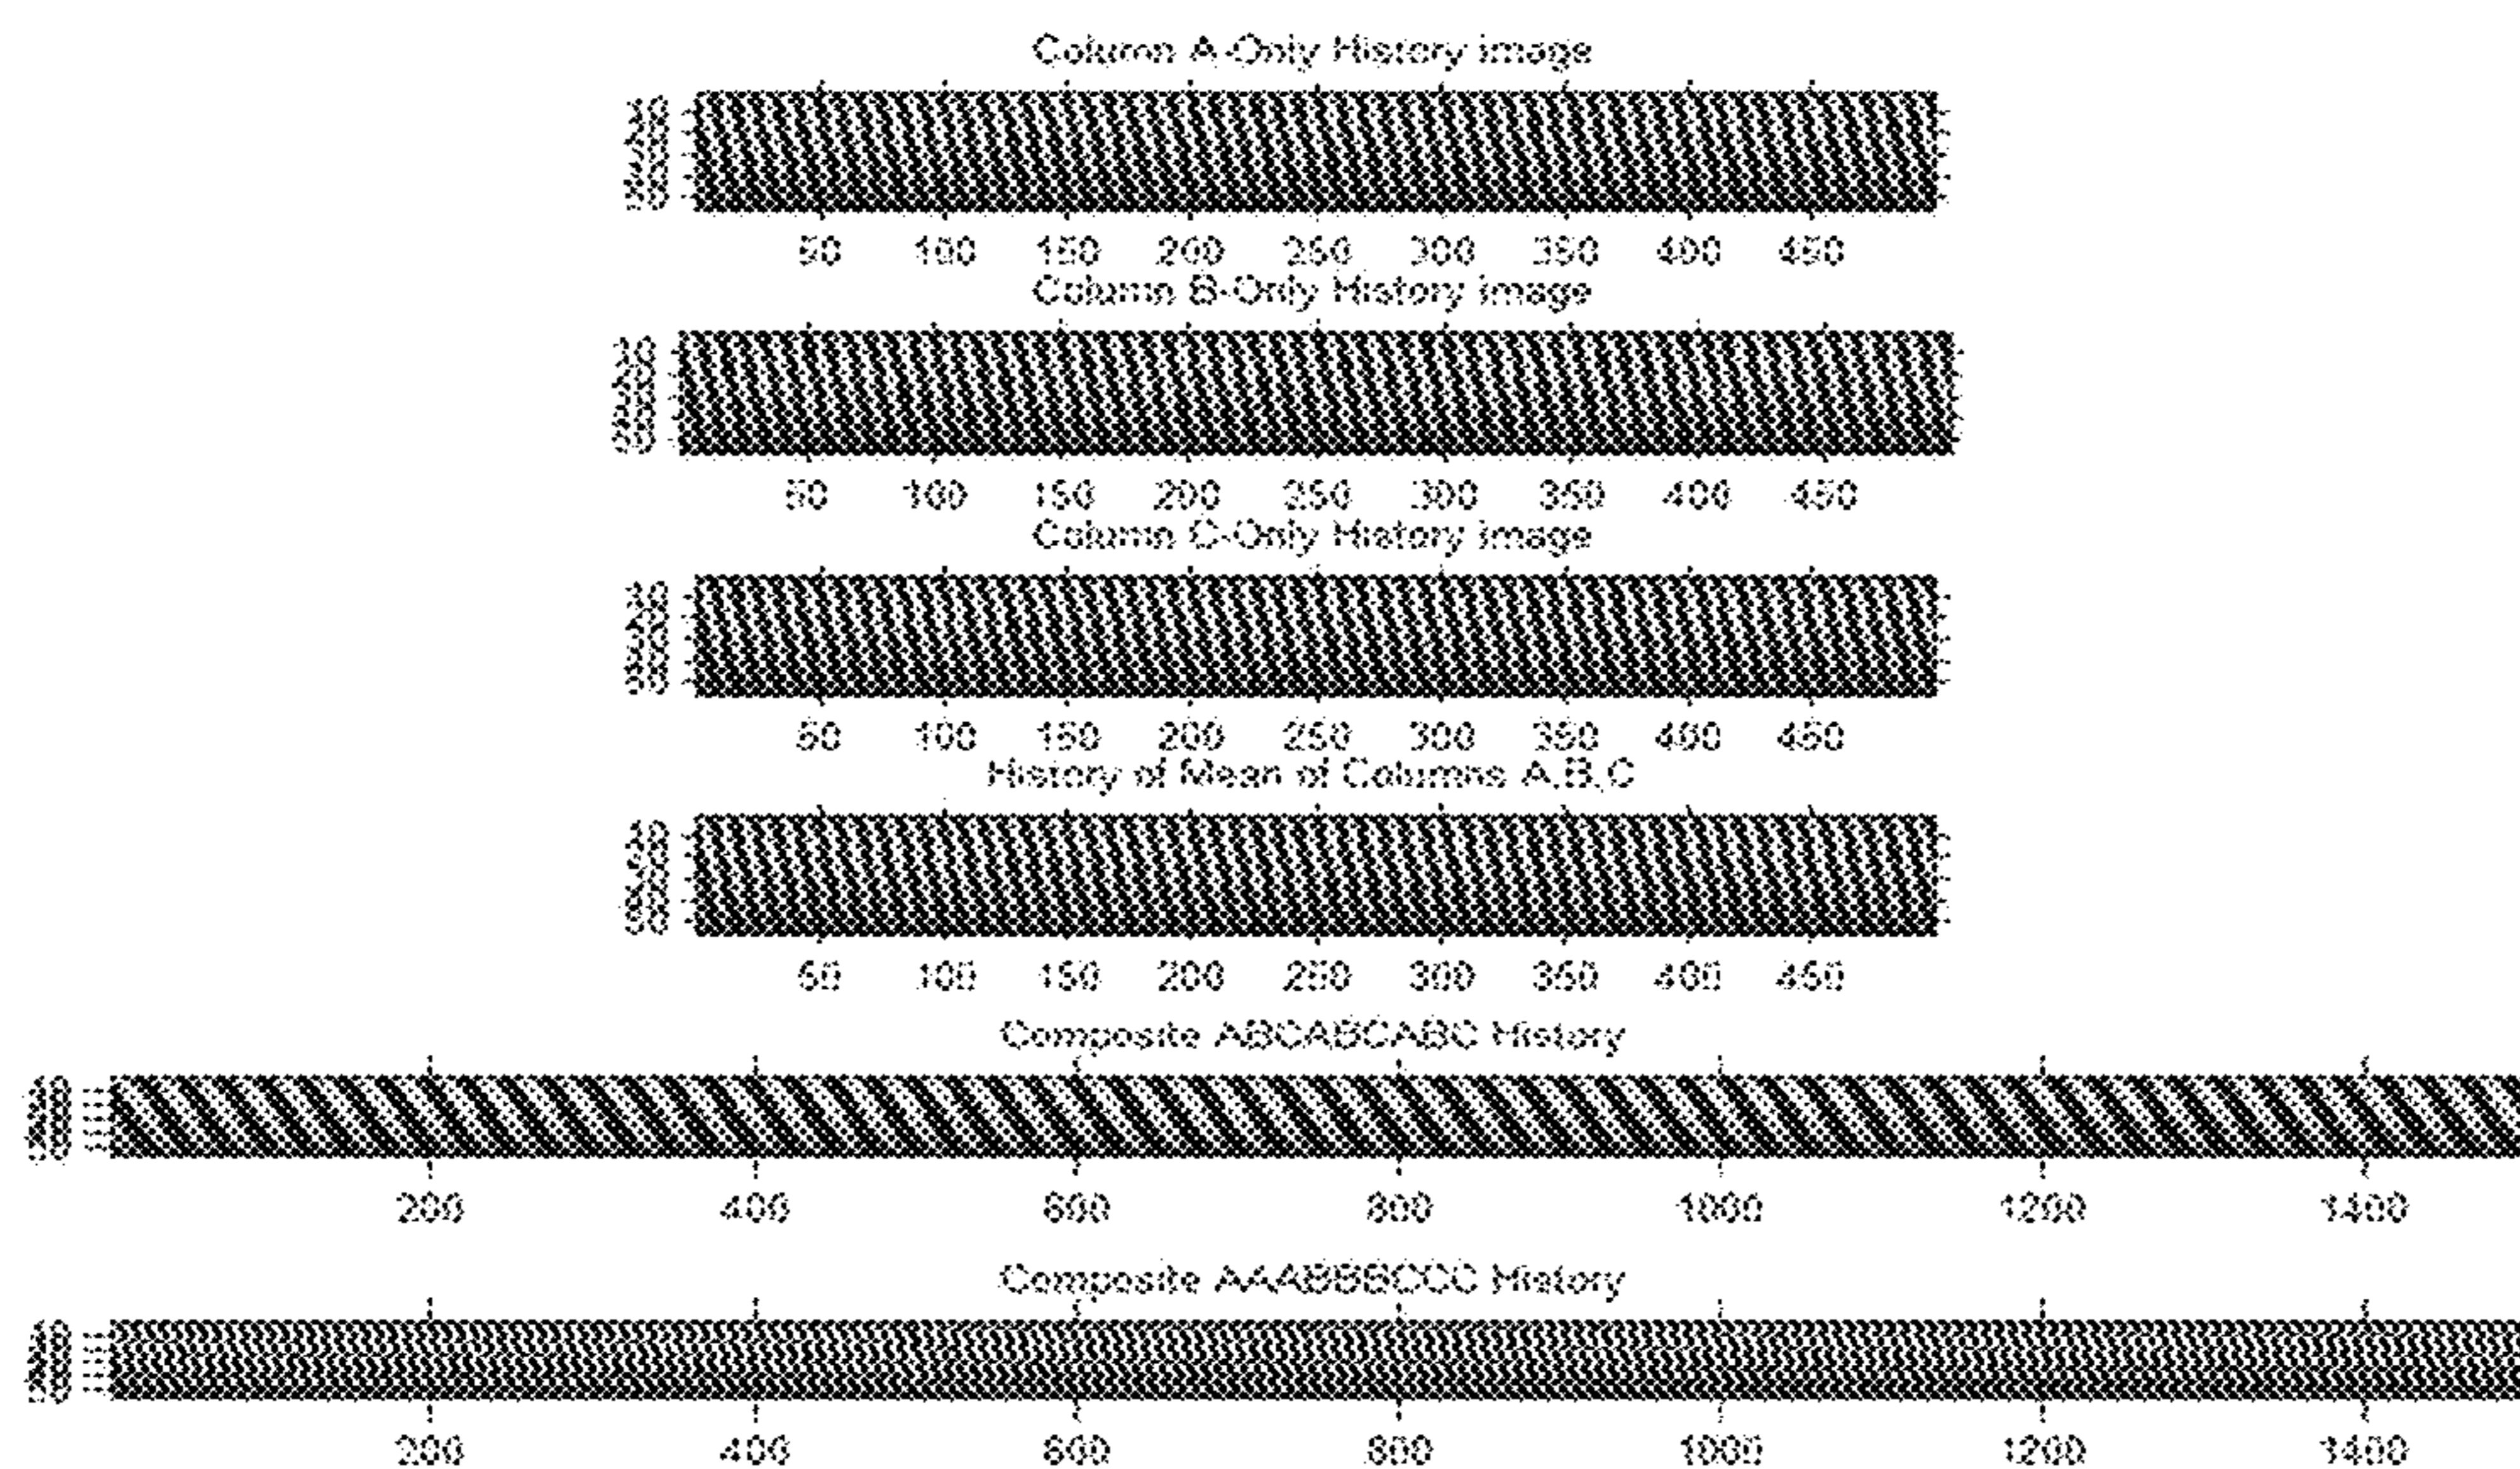 Column A-Only History image
50 100 150 200 250 300 350 400 450
Column B-Only History image
50 100 150 200 250 300 350 400 450
Column C-Only History image
50 100 150 200 250 300 350 400 450
History of Mean of Columns A,B,C
50 100 150 200 250 300 350 400 450
Composite ABCABCABC History
200 400 600 800 1000 1200 1400
Composite AAABBBCCC History
200 400 600 800 1000 1200 1400